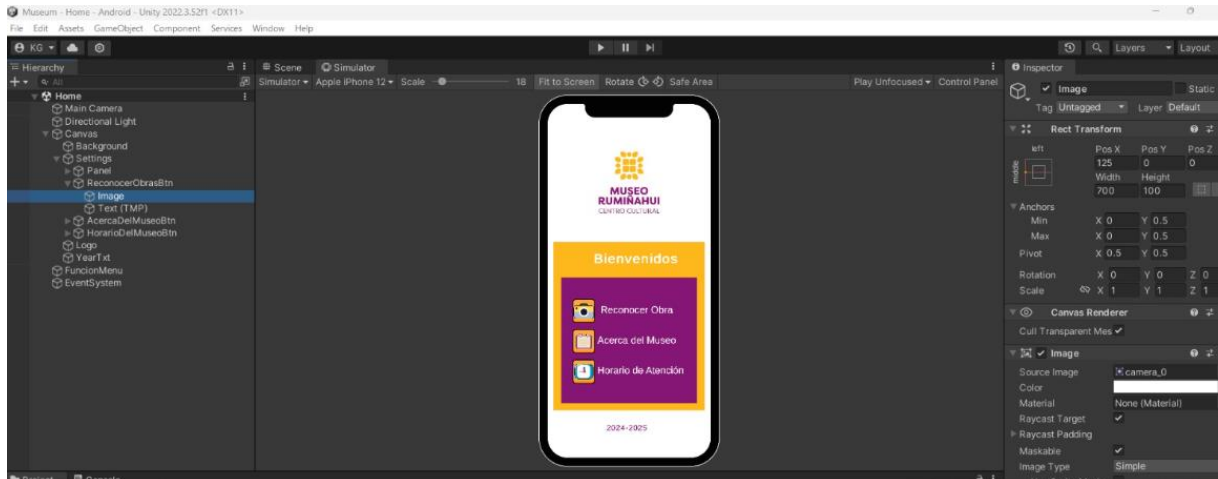 Museum - Home - Android - Unity 2022.3.52f1 <DX11>
File Edit Assets GameObject Component Services Window Help
KG Layers Layout
Hierarchy Scene Simulator Inspector
All Simulator Apple iPhone 12 Scale 18 Fit to Screen Rotate Safe Area Play Unfocused Control Panel
Image Static
Tag Untagged Layer Default
Home
Main Camera
Directional Light
Canvas
Background
Settings
Panel
ReconocerObrasBtn
Image
Text (TMP)
AcercaDelMuseoBtn
HorarioDelMuseoBtn
Logo
YearTxt
FuncionMenu
EventSystem
MUSEO
RUMIÑAHUI
CENTRO CULTURAL
Bienvenidos
Reconocer Obra
Acerca del Museo
Horario de Atención
2024-2025
Rect Transform
left Pos X Pos Y Pos Z
middle 125 0 0
Width Height
700 100
Anchors
Min X 0 Y 0.5
Max X 0 Y 0.5
Pivot X 0.5 Y 0.5
Rotation X 0 Y 0 Z 0
Scale X 1 Y 1 Z 1
Canvas Renderer
Cull Transparent Mes
Image
Source Image camera_0
Color
Material None (Material)
Raycast Target
Raycast Padding
Maskable
Image Type Simple
Project Console